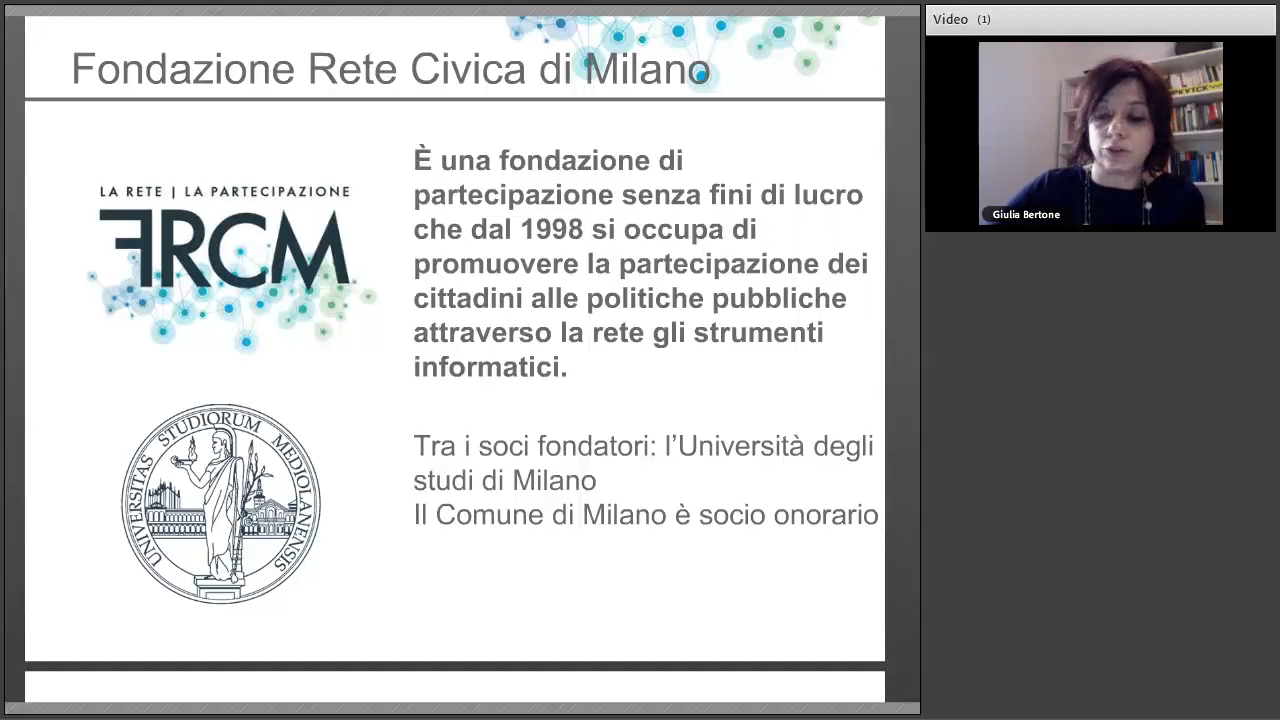 Fondazione Rete Civica di Milano
LA RETE | LA PARTECIPAZIONE
FRCM
È una fondazione di
partecipazione senza fini di lucro
che dal 1998 si occupa di
promuovere la partecipazione dei
cittadini alle politiche pubbliche
attraverso la rete gli strumenti
informatici.
UNIVERSITAS STUDIORUM MEDIOLANENSIS
Tra i soci fondatori: l’Università degli
studi di Milano
Il Comune di Milano è socio onorario
Video (1)
Giulia Bertone